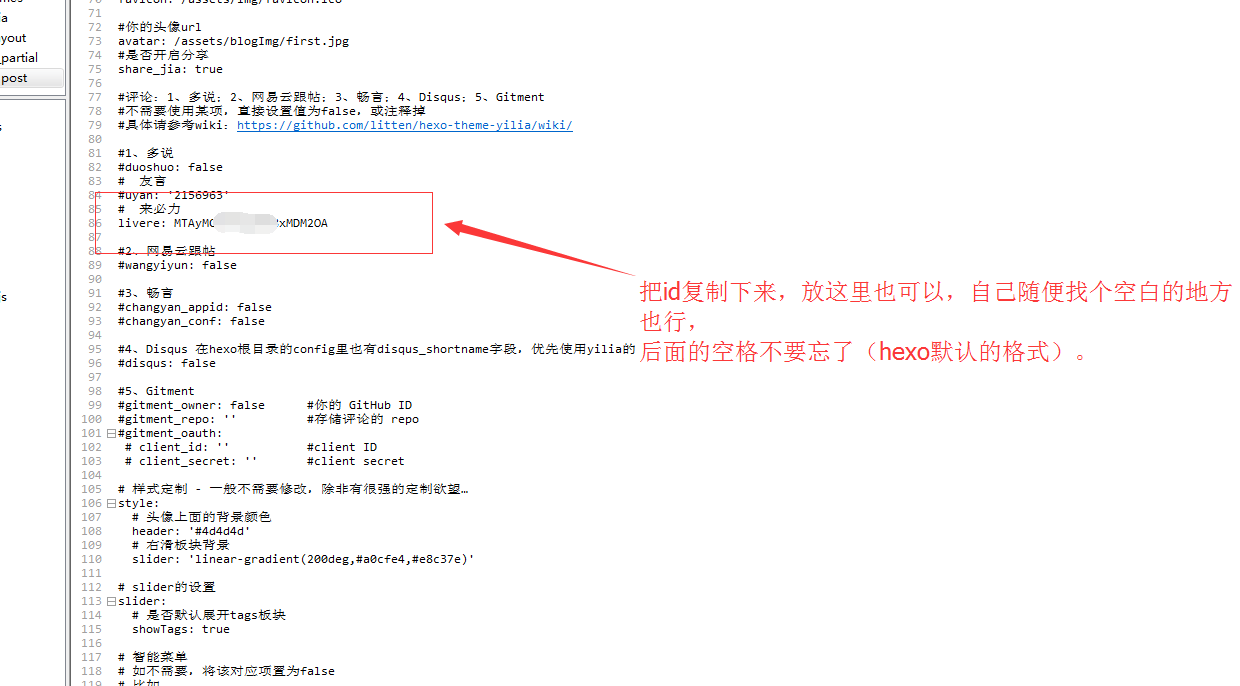 mes
ia
yout
_partial
post
s
js
70 favicon: /assets/img/favicon.ico
71
72 #你的头像url
73 avatar: /assets/blogImg/first.jpg
74 #是否开启分享
75 share_jia: true
76
77 #评论: 1、多说; 2、网易云跟帖; 3、畅言; 4、Disqus; 5、Gitment
78 #不需要使用某项, 直接设置值为false, 或注释掉
79 #具体请参考wiki: https://github.com/litten/hexo-theme-yilia/wiki/
80
81 #1、多说
82 #duoshuo: false
83 # 友言
84 #uyan: '2156963'
85 # 来必力
86 livere: MTAyMC xMDM2OA
87
88 #2、网易云跟帖
89 #wangyiyun: false
90
91 #3、畅言
92 #changyan_appid: false
93 #changyan_conf: false
94
95 #4、Disqus 在hexo根目录的config里也有disqus_shortname字段, 优先使用yilia的
96 #disqus: false
97
98 #5、Gitment
99 #gitment_owner: false #你的 GitHub ID
100 #gitment_repo: '' #存储评论的 repo
101 #gitment_oauth:
102 # client_id: '' #client ID
103 # client_secret: '' #client secret
104
105 # 样式定制 - 一般不需要修改, 除非有很强的定制欲望…
106 style:
107 # 头像上面的背景颜色
108 header: '#4d4d4d'
109 # 右滑板块背景
110 slider: 'linear-gradient(200deg,#a0cfe4,#e8c37e)'
111
112 # slider的设置
113 slider:
114 # 是否默认展开tags板块
115 showTags: true
116
117 # 智能菜单
118 # 如不需要, 将该对应项置为false
119 # 比如
把id复制下来，放这里也可以，自己随便找个空白的地方
也行，
后面的空格不要忘了（hexo默认的格式）。